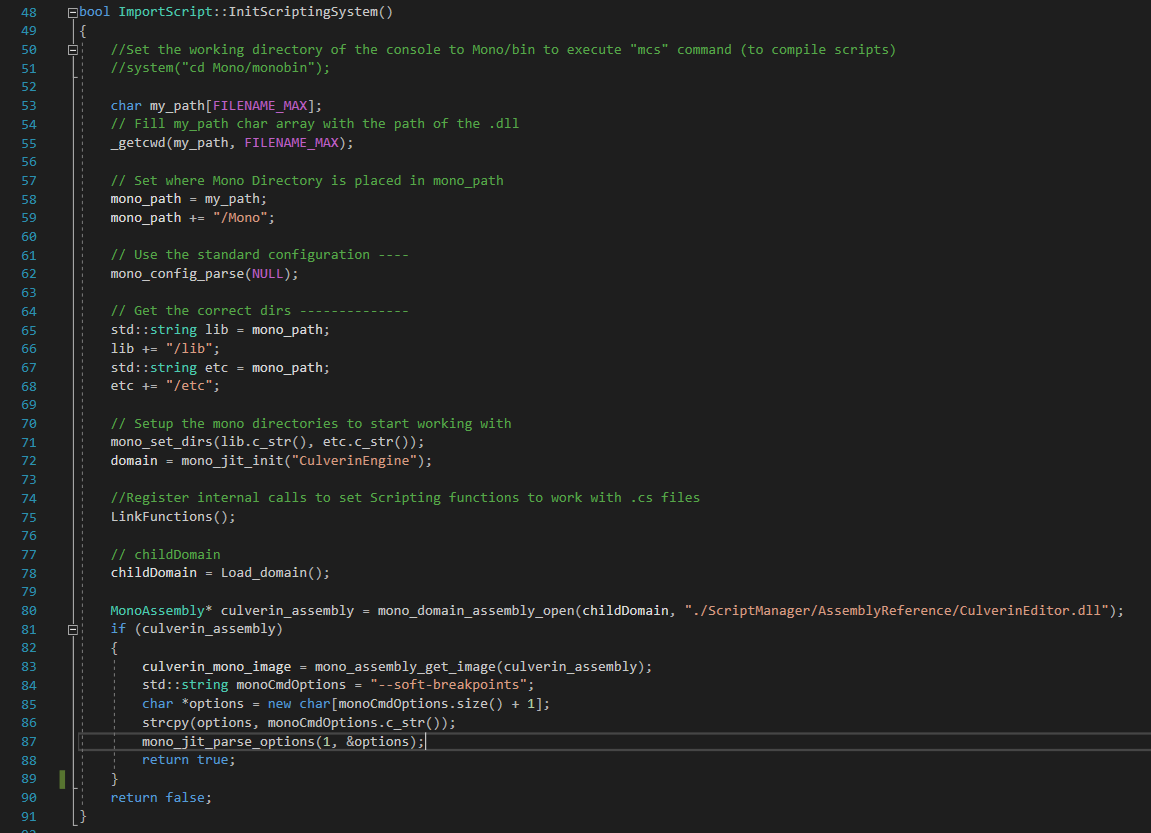 48 bool ImportScript::InitScriptingSystem()
49 {
50 //Set the working directory of the console to Mono/bin to execute "mcs" command (to compile scripts)
51 //system("cd Mono/monobin");
52
53 char my_path[FILENAME_MAX];
54 // Fill my_path char array with the path of the .dll
55 _getcwd(my_path, FILENAME_MAX);
56
57 // Set where Mono Directory is placed in mono_path
58 mono_path = my_path;
59 mono_path += "/Mono";
60
61 // Use the standard configuration ----
62 mono_config_parse(NULL);
63
64 // Get the correct dirs --------------
65 std::string lib = mono_path;
66 lib += "/lib";
67 std::string etc = mono_path;
68 etc += "/etc";
69
70 // Setup the mono directories to start working with
71 mono_set_dirs(lib.c_str(), etc.c_str());
72 domain = mono_jit_init("CulverinEngine");
73
74 //Register internal calls to set Scripting functions to work with .cs files
75 LinkFunctions();
76
77 // childDomain
78 childDomain = Load_domain();
79
80 MonoAssembly* culverin_assembly = mono_domain_assembly_open(childDomain, "./ScriptManager/AssemblyReference/CulverinEditor.dll");
81 if (culverin_assembly)
82 {
83 culverin_mono_image = mono_assembly_get_image(culverin_assembly);
84 std::string monoCmdOptions = "--soft-breakpoints";
85 char *options = new char[monoCmdOptions.size() + 1];
86 strcpy(options, monoCmdOptions.c_str());
87 mono_jit_parse_options(1, &options);
88 return true;
89 }
90 return false;
91 }